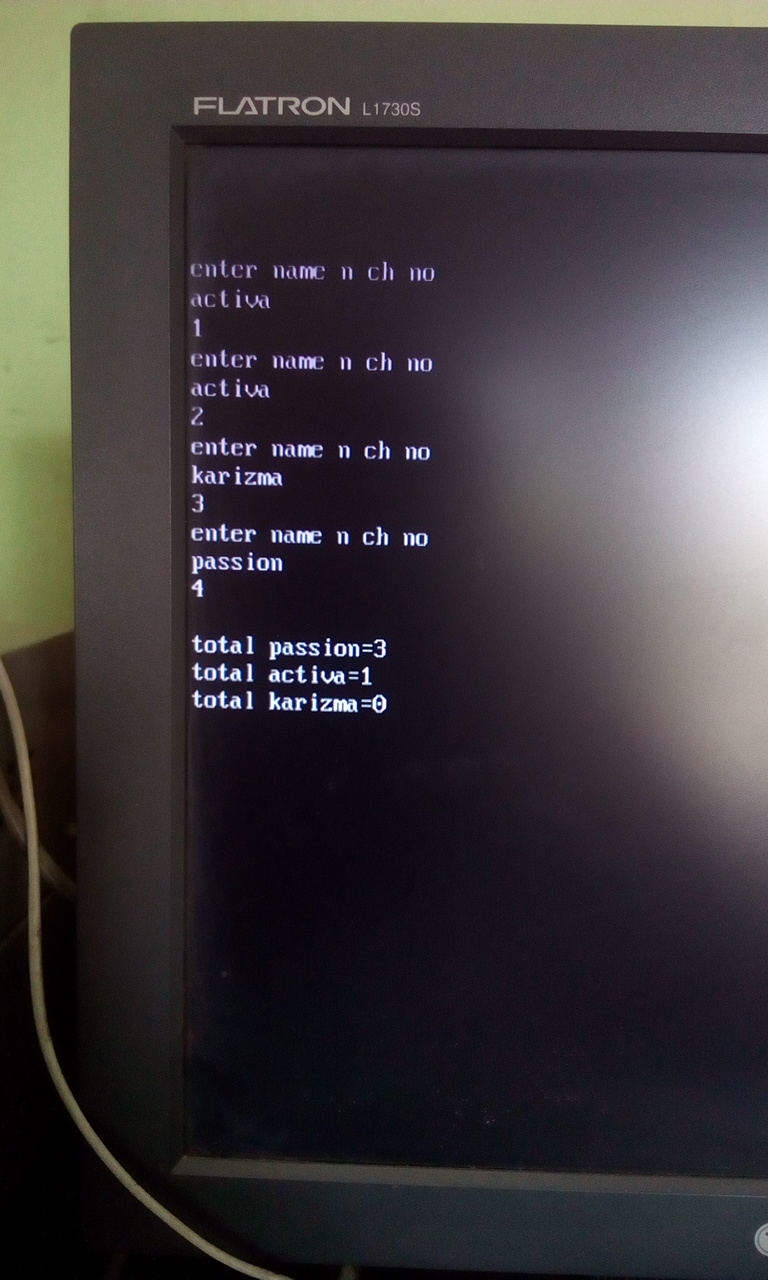 FLATRON L1730S
enter name n ch no
activa
1
enter name n ch no
activa
2
enter name n ch no
karizma
3
enter name n ch no
passion
4
total passion=3
total activa=1
total karizma=0